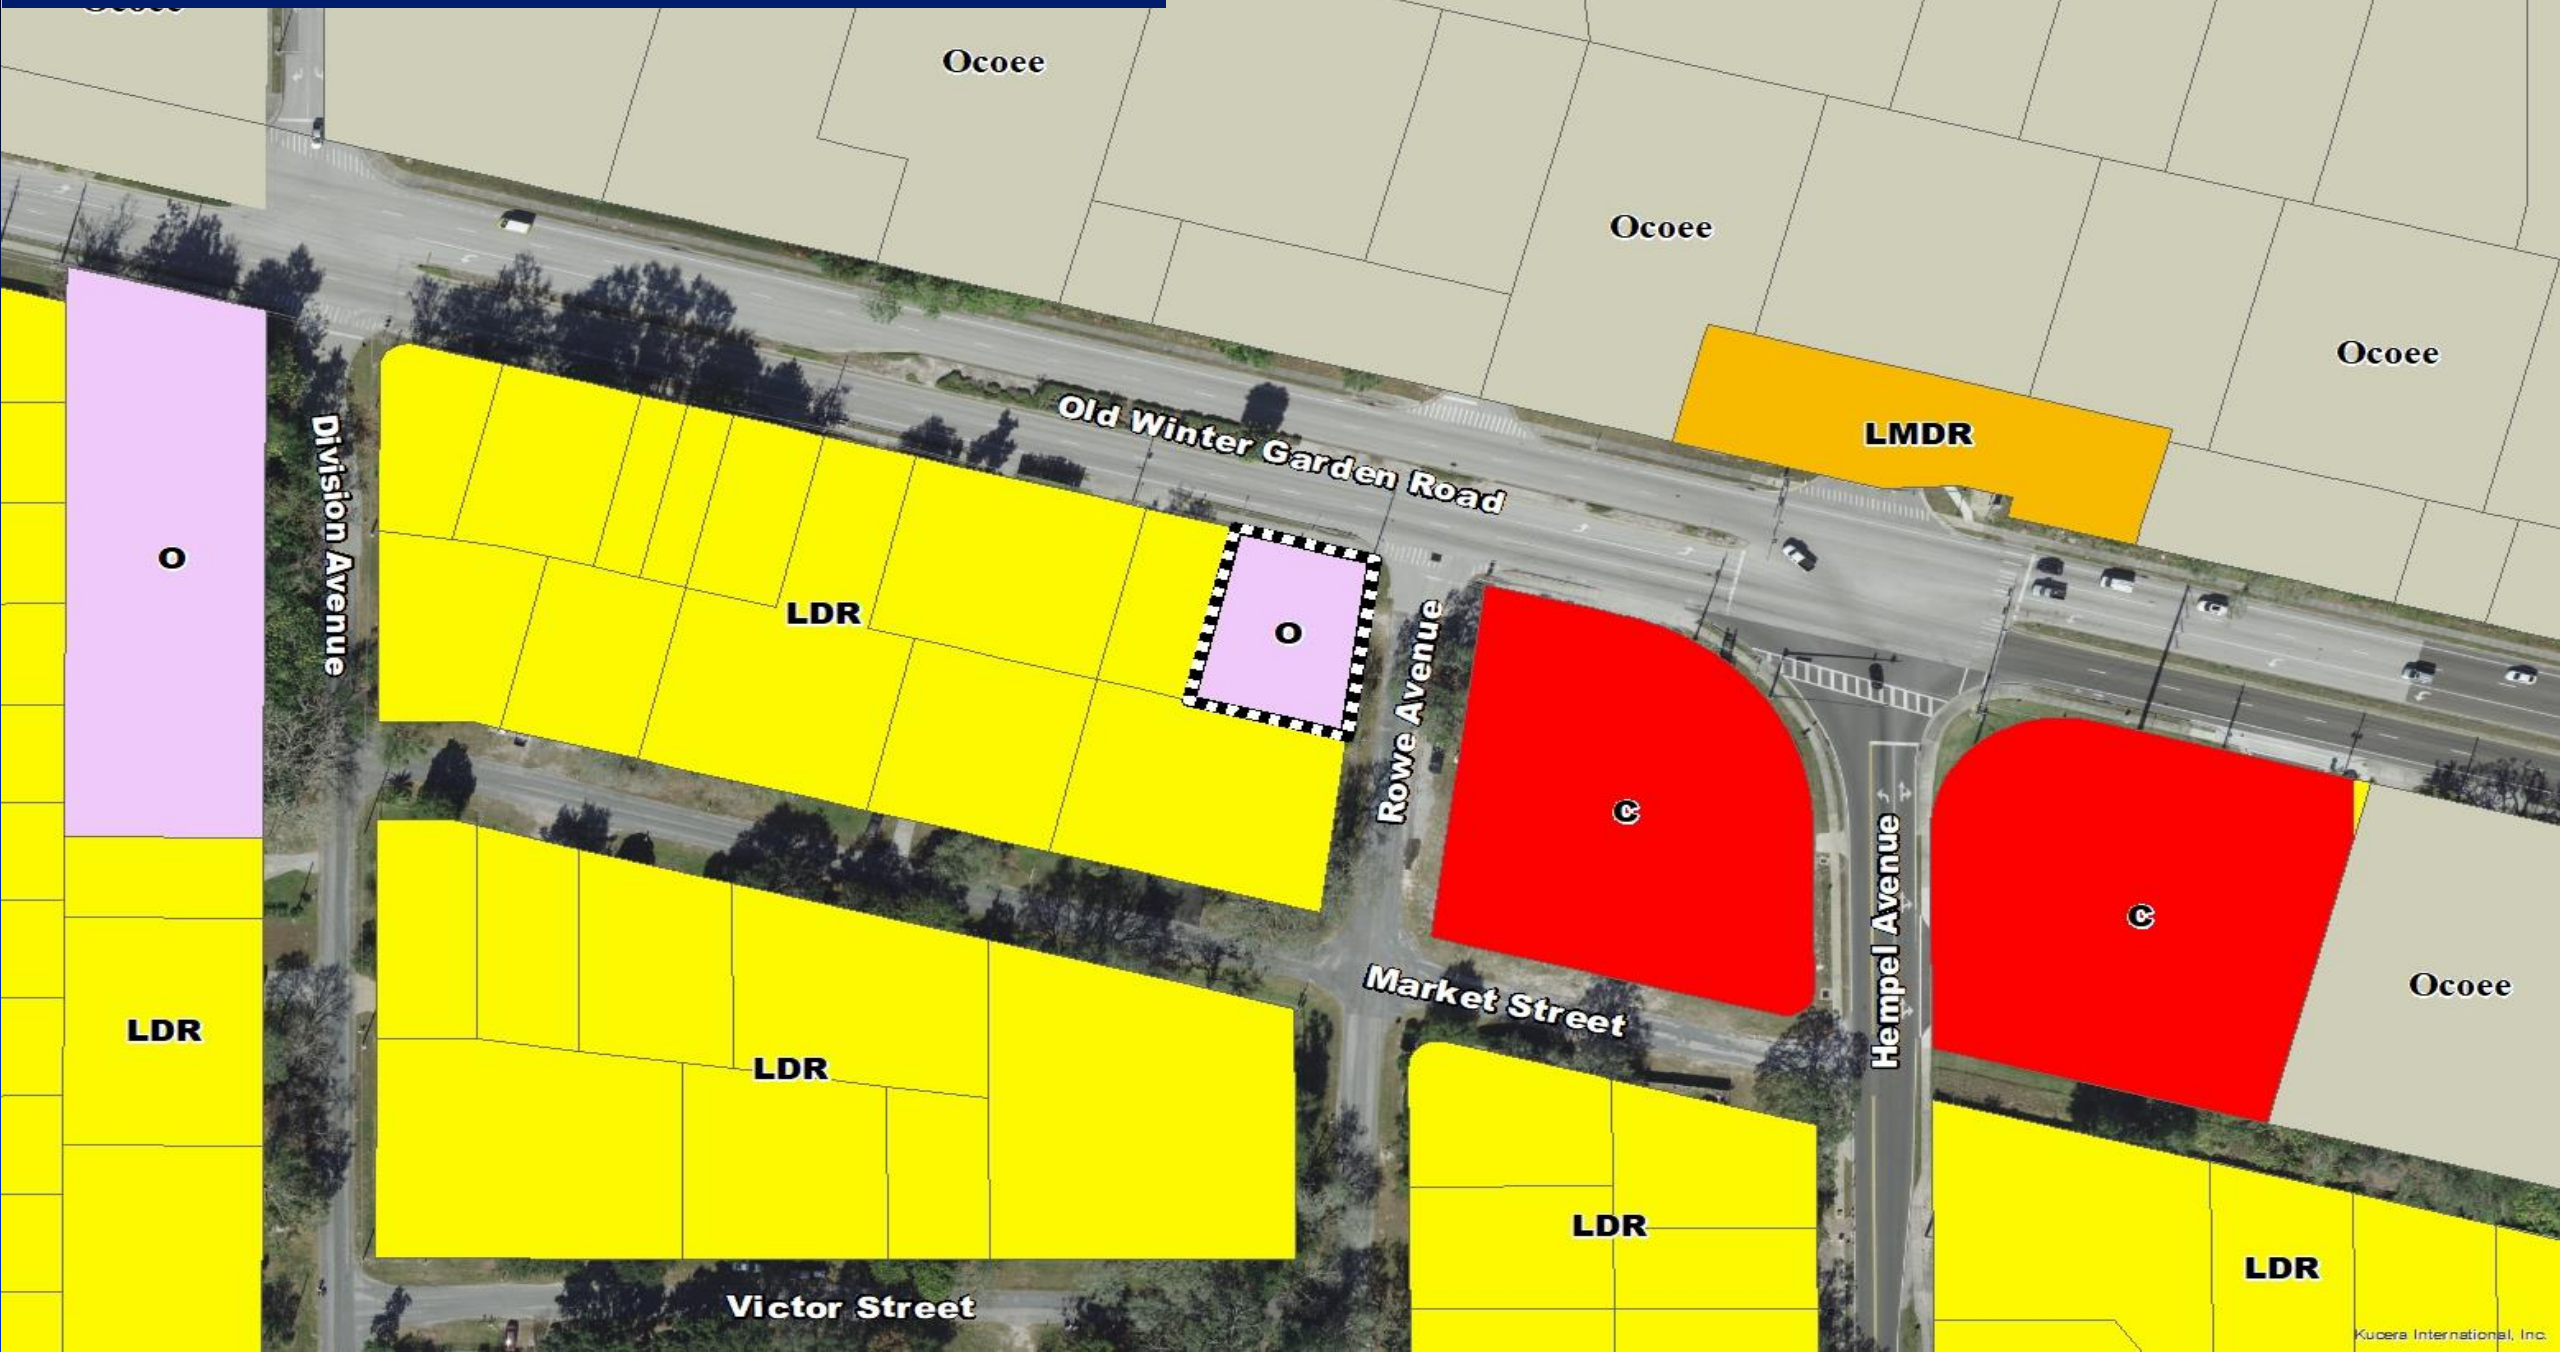 Ocoee
Ocoee
Ocoee
Ocoee
LMDR
Old Winter Garden Road
Division Avenue
O
LDR
O
Rowe Avenue
C
Hempel Avenue
C
Ocoee
Market Street
LDR
LDR
LDR
LDR
Victor Street
Kucera International, Inc.